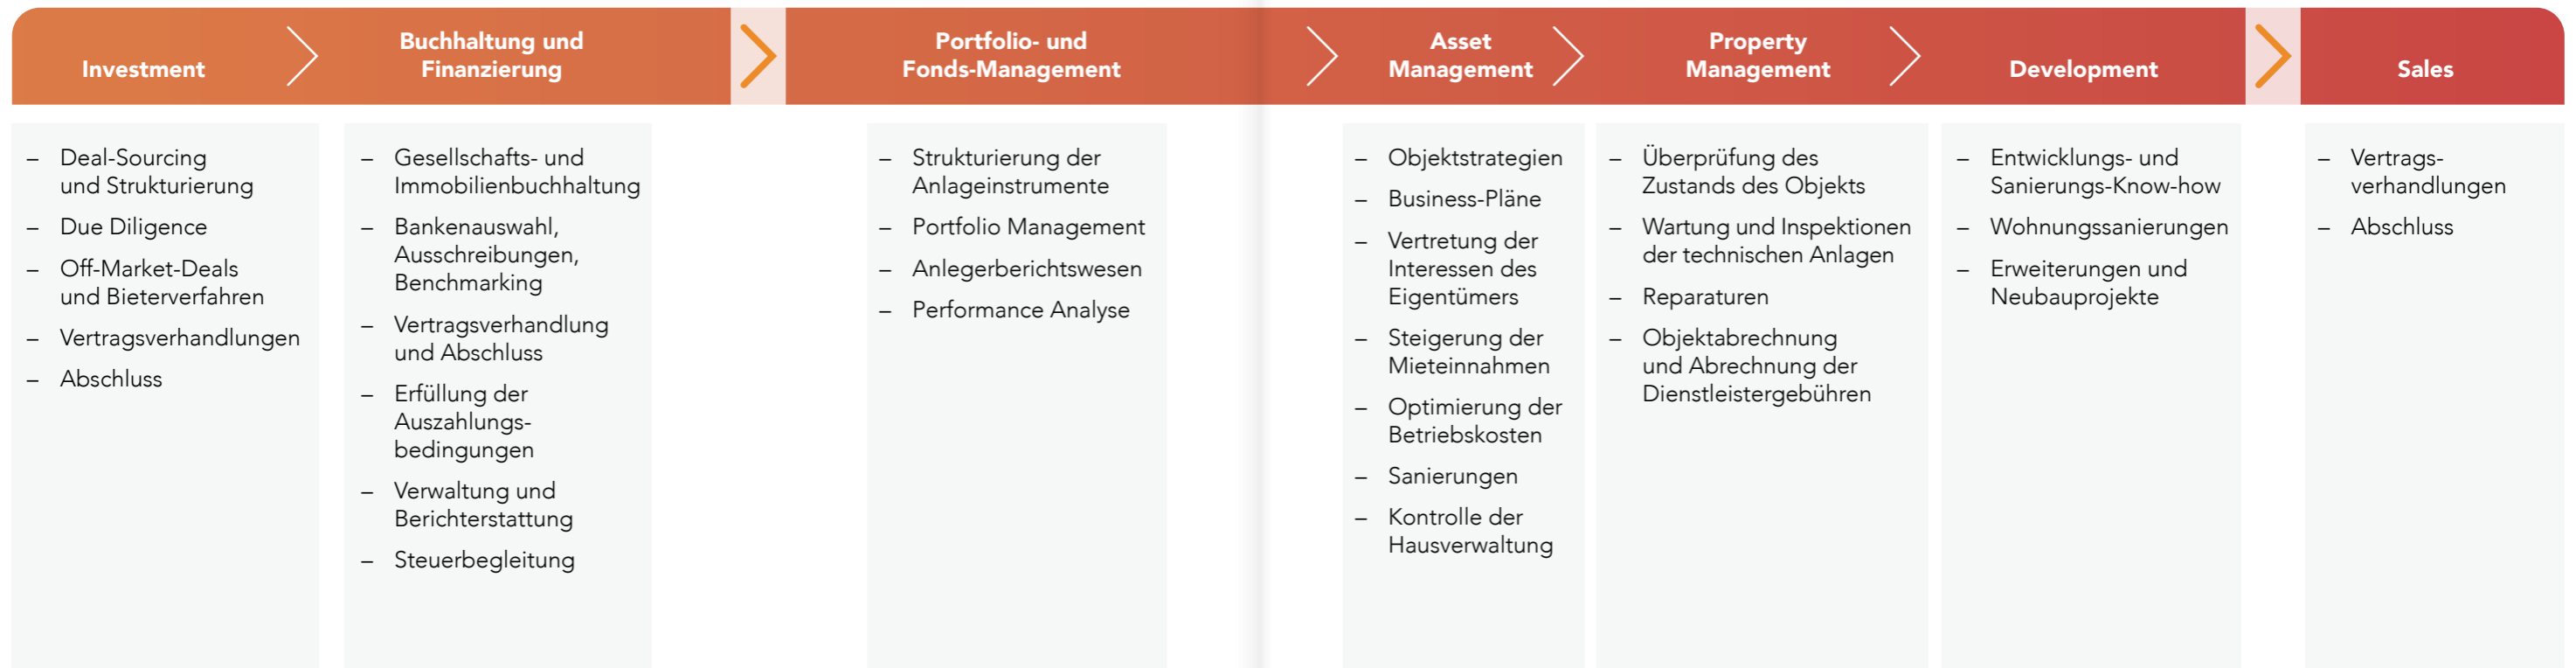 Investment
Buchhaltung und
Finanzierung
Portfolio- und
Fonds-Management
Asset
Management
Property
Management
Development
Sales
– Deal-Sourcing
und Strukturierung
– Due Diligence
– Off-Market-Deals
und Bieterverfahren
– Vertragsverhandlungen
– Abschluss
– Gesellschafts- und
Immobilienbuchhaltung
– Bankenauswahl,
Ausschreibungen,
Benchmarking
– Vertragsverhandlung
und Abschluss
– Erfüllung der
Auszahlungs-
bedingungen
– Verwaltung und
Berichterstattung
– Steuerbegleitung
– Strukturierung der
Anlageinstrumente
– Portfolio Management
– Anlegerberichtswesen
– Performance Analyse
– Objektstrategien
– Business-Pläne
– Vertretung der
Interessen des
Eigentümers
– Steigerung der
Mieteinnahmen
– Optimierung der
Betriebskosten
– Sanierungen
– Kontrolle der
Hausverwaltung
– Überprüfung des
Zustands des Objekts
– Wartung und Inspektionen
der technischen Anlagen
– Reparaturen
– Objektabrechnung
und Abrechnung der
Dienstleistergebühren
– Entwicklungs- und
Sanierungs-Know-how
– Wohnungssanierungen
– Erweiterungen und
Neubauprojekte
– Vertrags-
verhandlungen
– Abschluss